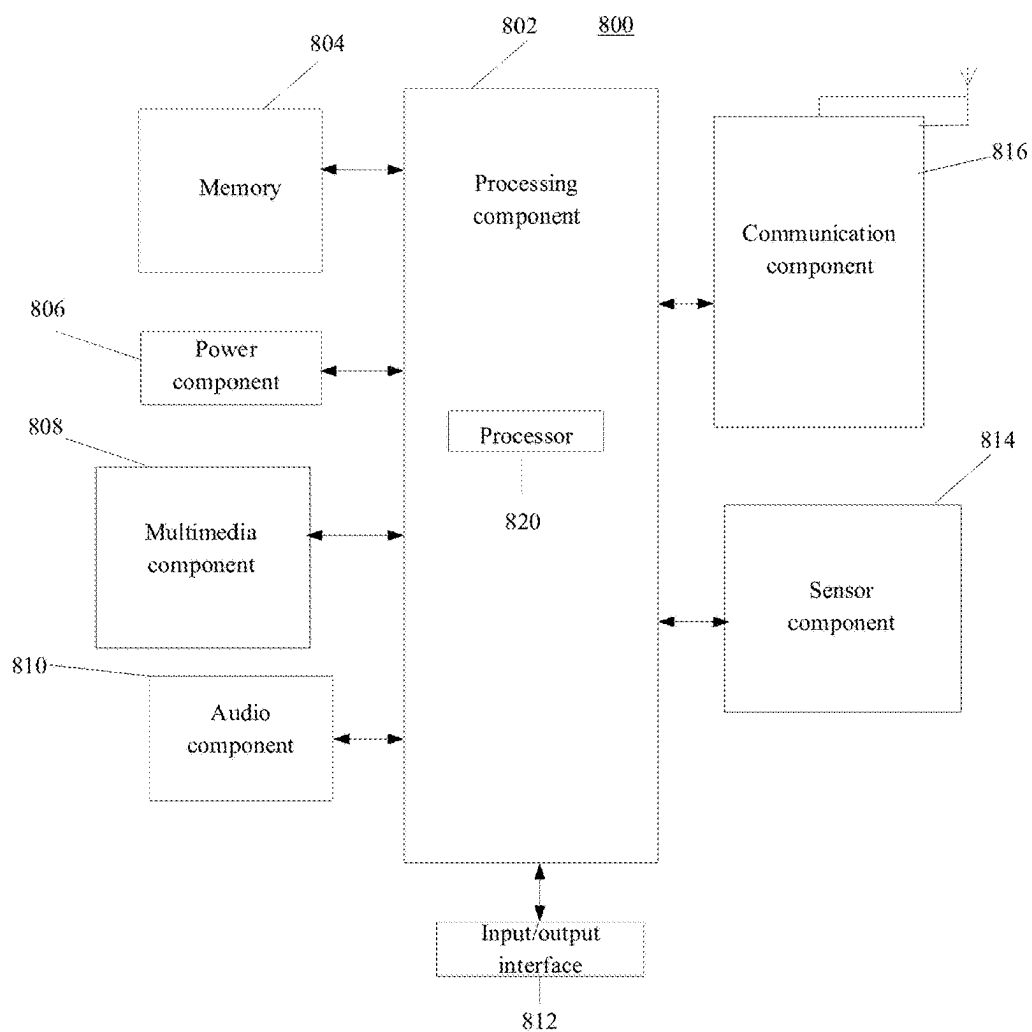 802
800
804
816
Memory
Processing
component
Communication
component
806
Power
component
808
Processor
814
820
Multimedia
component
Sensor
component
810
Audio
component
Input/output
interface
812